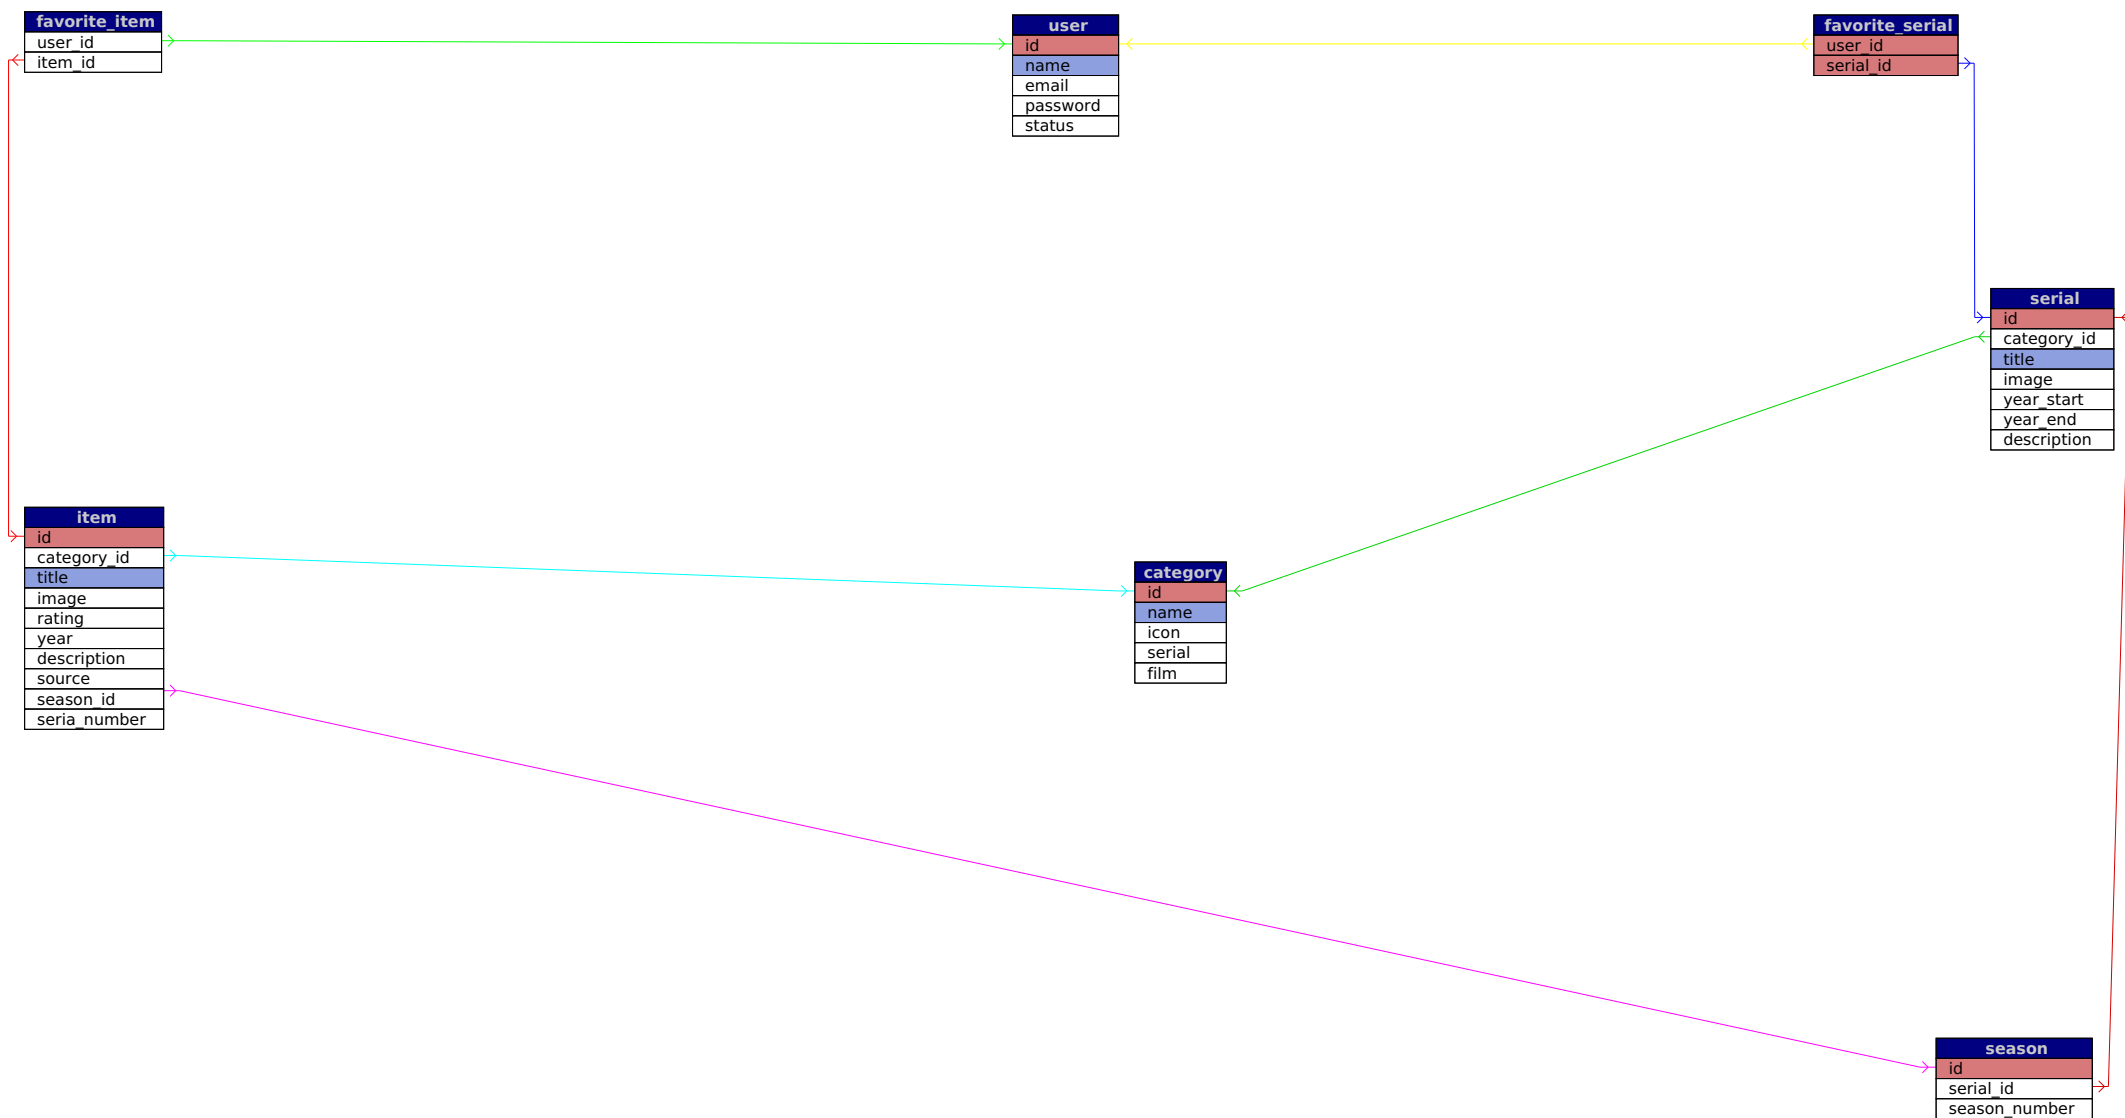 favorite_item
user_id
item_id
user
id
name
email
password
status
favorite_serial
user_id
serial_id
serial
id
category_id
title
image
year_start
year_end
description
item
id
category_id
title
image
rating
year
description
source
season_id
seria_number
category
id
name
icon
serial
film
season
id
serial_id
season_number